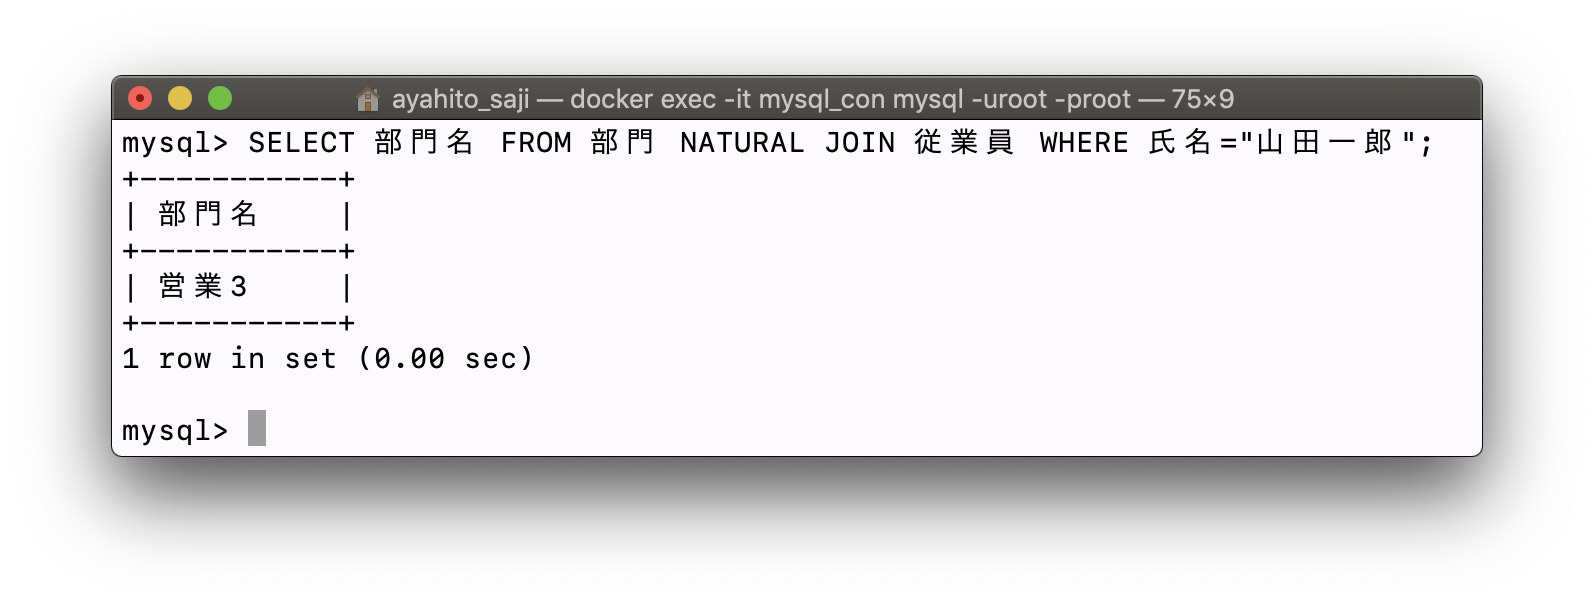 ayahito_saji — docker exec -it mysql_con mysql -uroot -proot — 75×9
mysql> SELECT 部門名 FROM 部門 NATURAL JOIN 従業員 WHERE 氏名="山田一郎";
+-----------+
| 部門名    |
+-----------+
| 営業3     |
+-----------+
1 row in set (0.00 sec)
mysql>